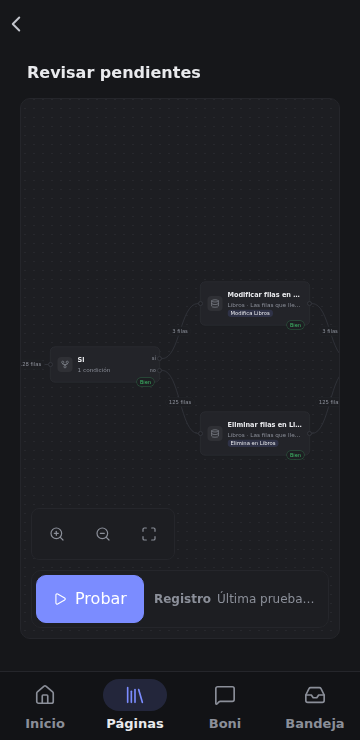 Revisar pendientes
Modificar filas en ...
Libros · Las filas que lle...
Modifica Libros
Bien
3 filas
3 filas
28 filas
Si
1 condición
si
no
Bien
125 filas
125 fila
Eliminar filas en Li...
Libros · Las filas que lle...
Elimina en Libros
Bien
Probar
Registro Última prueba...
Inicio
Páginas
Boni
Bandeja